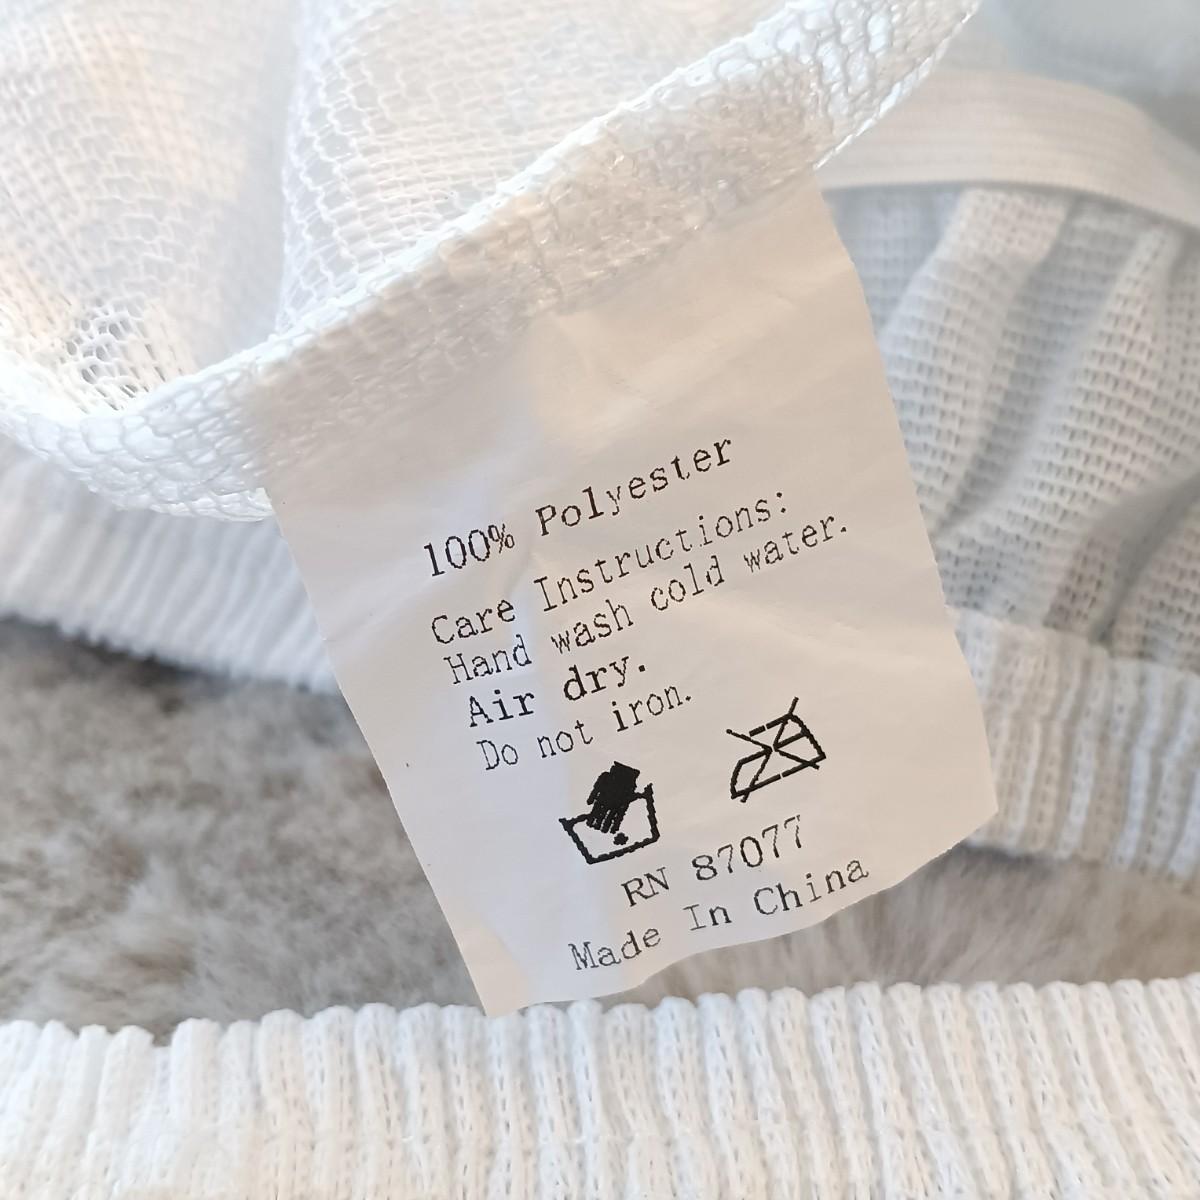 100% Polyester
Care Instructions:
Hand wash cold water.
Air dry.
Do not iron.
RN 87077
Made In China